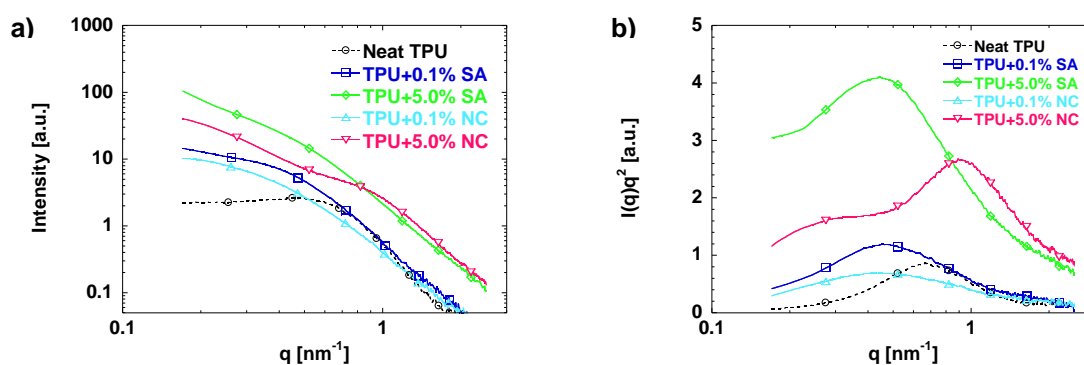 a)
Intensity [a.u.]
1000
100
10
1
0.1
0.1
1
q [nm⁻¹]
Neat TPU
TPU+0.1% SA
TPU+5.0% SA
TPU+0.1% NC
TPU+5.0% NC
b)
I(q)q² [a.u.]
5
4
3
2
1
0
0.1
1
q [nm⁻¹]
Neat TPU
TPU+0.1% SA
TPU+5.0% SA
TPU+0.1% NC
TPU+5.0% NC